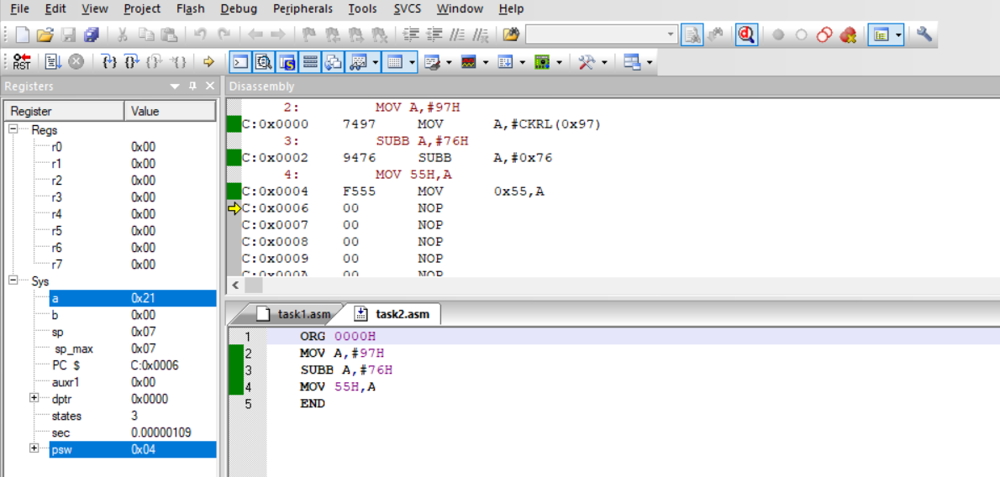 File Edit View Project Flash Debug Peripherals Tools SVCS Window Help
RST
Registers
Register Value
Regs
r0 0x00
r1 0x00
r2 0x00
r3 0x00
r4 0x00
r5 0x00
r6 0x00
r7 0x00
Sys
a 0x21
b 0x00
sp 0x07
sp_max 0x07
PC $ C:0x0006
auxr1 0x00
dptr 0x0000
states 3
sec 0.00000109
psw 0x04
Disassembly
2: MOV A,#97H
C:0x0000 7497 MOV A,#CKRL(0x97)
3: SUBB A,#76H
C:0x0002 9476 SUBB A,#0x76
4: MOV 55H,A
C:0x0004 F555 MOV 0x55,A
C:0x0006 00 NOP
C:0x0007 00 NOP
C:0x0008 00 NOP
C:0x0009 00 NOP
C:0x000A 00 NOP
task1.asm task2.asm
1 ORG 0000H
2 MOV A,#97H
3 SUBB A,#76H
4 MOV 55H,A
5 END